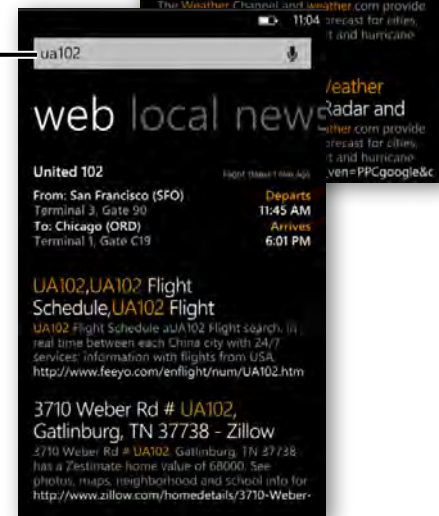 The Weather Channel and weather com provide
11:04
orecast for cities,
t and hurricane
ua102
/eather
Radar and
ather com provide
orecast for cities,
t and hurricane
.ven=PPCgoogle&c
web local news
United 102
From: San Francisco (SFO) Departs
Terminal 3, Gate 90 11:45 AM
To: Chicago (ORD) Arrives
Terminal 1, Gate C19 6:01 PM
UA102,UA102 Flight
Schedule,UA102 Flight
UA102 Flight Schedule aUA102 Flight search, in
real time between each China city with 24/7
services: information with flights from USA
http://www.feeyo.com/enflight/num/UA102.htm
3710 Weber Rd # UA102,
Gatlinburg, TN 37738 - Zillow
3710 Weber Rd # UA102, Gatlinburg, TN 37738
has a Zestimate home value of 68000. See
photos, maps, neighborhood and school info for
http://www.zillow.com/homedetails/3710-Weber-